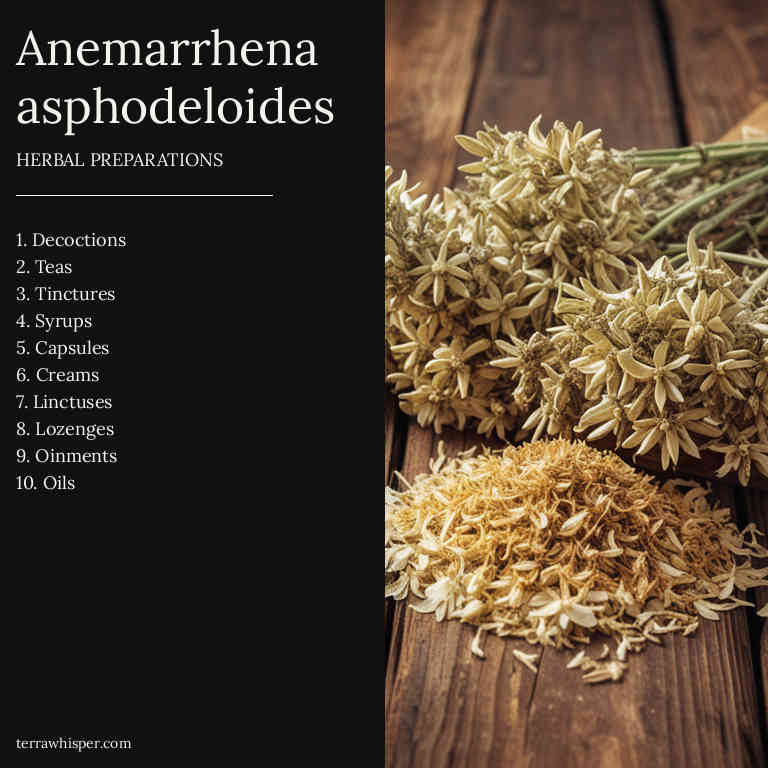 Anemarrhena
asphodeloides
HERBAL PREPARATIONS
1. Decoctions
2. Teas
3. Tinctures
4. Syrups
5. Capsules
6. Creams
7. Linctuses
8. Lozenges
9. Oinments
10. Oils
terrawhisper.com